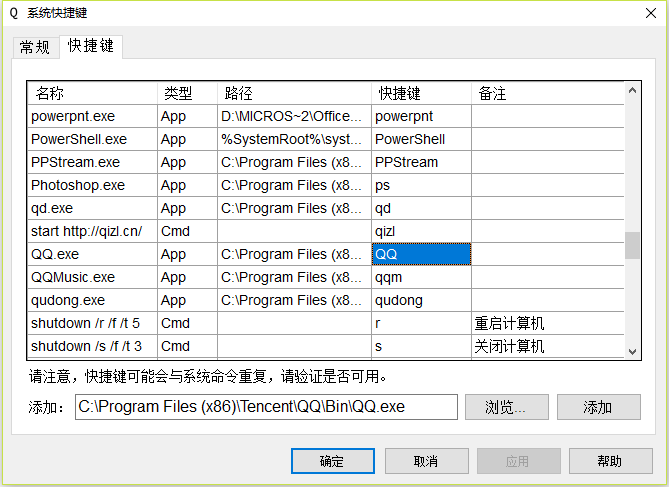 Q 系统快捷键
常规 快捷键
名称 类型 路径 快捷键 备注
powerpnt.exe App D:\MICROS~2\Office... powerpnt
PowerShell.exe App %SystemRoot%\syst... PowerShell
PPStream.exe App C:\Program Files (x8... PPStream
Photoshop.exe App C:\Program Files (x8... ps
qd.exe App C:\Program Files (x8... qd
start http://qizl.cn/ Cmd qizl
QQ.exe App C:\Program Files (x8... QQ
QQMusic.exe App C:\Program Files (x8... qqm
qudong.exe App C:\Program Files (x8... qudong
shutdown /r /f /t 5 Cmd r 重启计算机
shutdown /s /f /t 3 Cmd s 关闭计算机
请注意，快捷键可能会与系统命令重复，请验证是否可用。
添加： C:\Program Files (x86)\Tencent\QQ\Bin\QQ.exe 浏览... 添加
确定 取消 应用 帮助